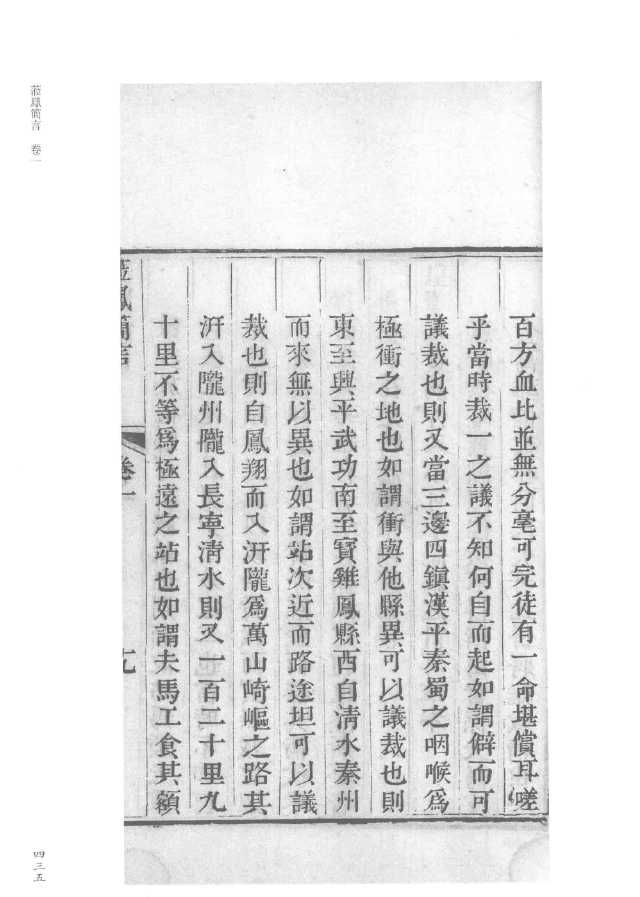 百方血比並無分毫可完徒有一命堪償耳嗟
乎當時裁一之議不知何自而起如謂僻而可
議裁也則又當三邊四鎮漢平秦蜀之咽喉為
極衝之地也如謂衝與他縣異可以議裁也則
東至興平武功南至寶雞鳳縣西自清水秦州
而來無以異也如謂站次近而路途坦可以議
裁也則自鳳翔而入汧隴為萬山崎嶇之路其
汧入隴州隴入長寧清水則又一百二十里九
十里不等為極遠之站也如謂夫馬工食其額
蒞鳳簡言
卷一
蒞鳳簡言 卷一
四三五